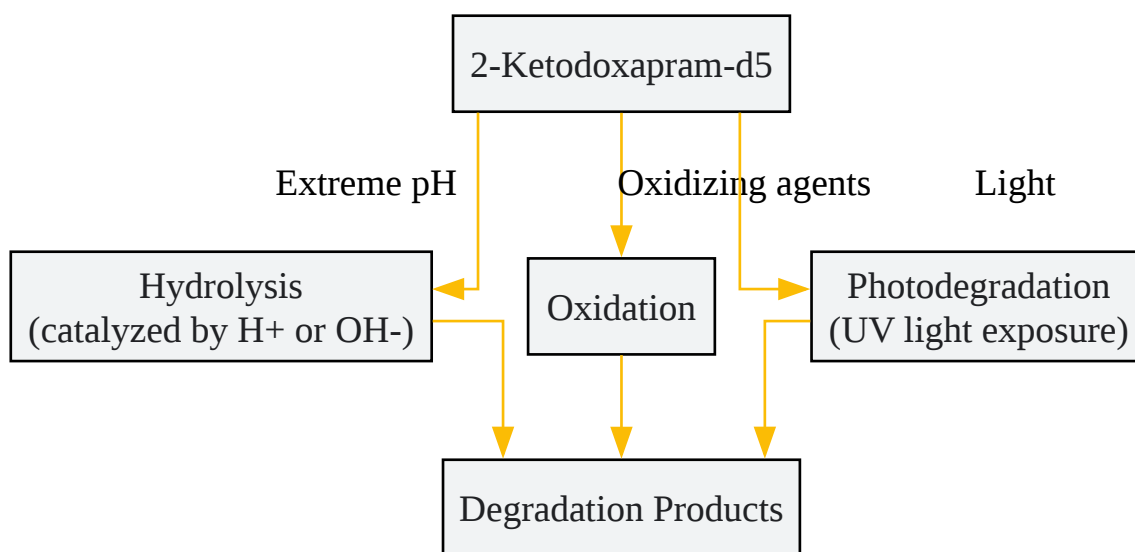 2-Ketodoxapram-d5
Extreme pH
Oxidizing agents
Light
Hydrolysis
(catalyzed by H+ or OH-)
Oxidation
Photodegradation
(UV light exposure)
Degradation Products